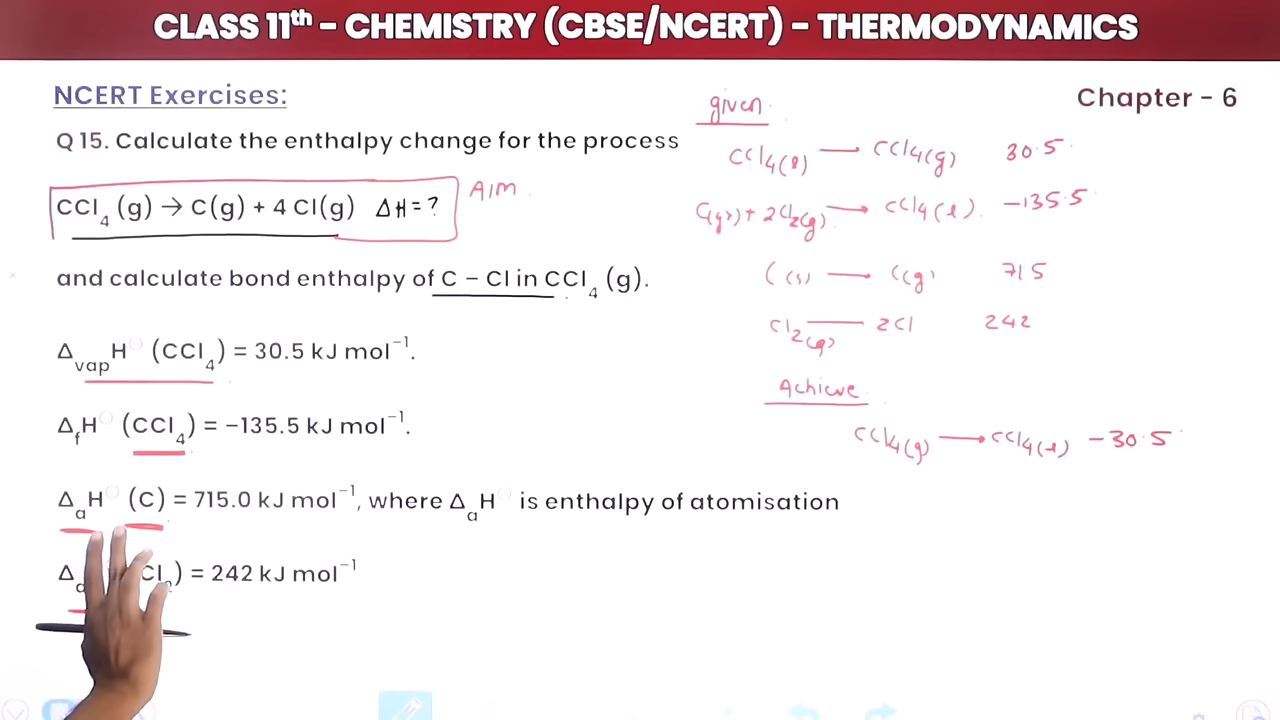 CLASS 11th – CHEMISTRY (CBSE/NCERT) – THERMODYNAMICS
NCERT Exercises:
Chapter - 6
Q 15. Calculate the enthalpy change for the process
CCl4 (g) → C(g) + 4 Cl(g) ΔH = ?
AIM
and calculate bond enthalpy of C – Cl in CCl4 (g).
ΔvapH° (CCl4) = 30.5 kJ mol−1.
ΔfH° (CCl4) = −135.5 kJ mol−1.
ΔaH° (C) = 715.0 kJ mol−1, where ΔaH° is enthalpy of atomisation
Cl2) = 242 kJ mol−1
given
CCl4(l) → CCl4(g) 30.5
+ 2Cl2(g) → CCl4(l). −135.5
C(s) → C(g) 715
Cl2(g) — 2Cl 242
Achieve
CCl4(g) → CCl4(l) −30.5